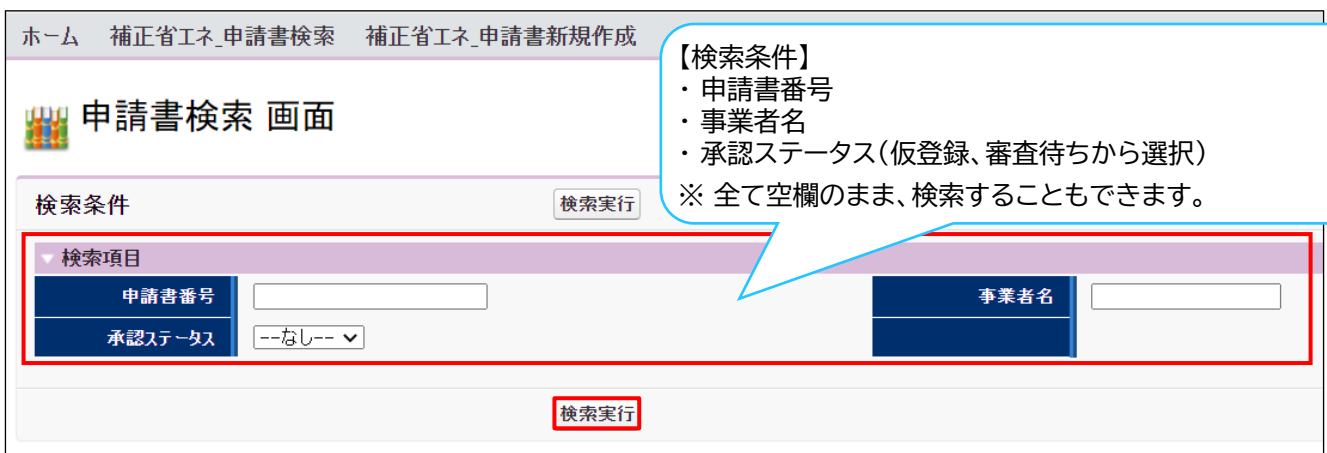 ホーム 補正省エネ_申請書検索 補正省エネ_申請書新規作成
【検索条件】
・ 申請書番号
・ 事業者名
・ 承認ステータス（仮登録、審査待ちから選択）
※ 全て空欄のまま、検索することもできます。
申請書検索 画面
検索条件 検索実行
検索項目
申請書番号 事業者名
承認ステータス --なし--
検索実行